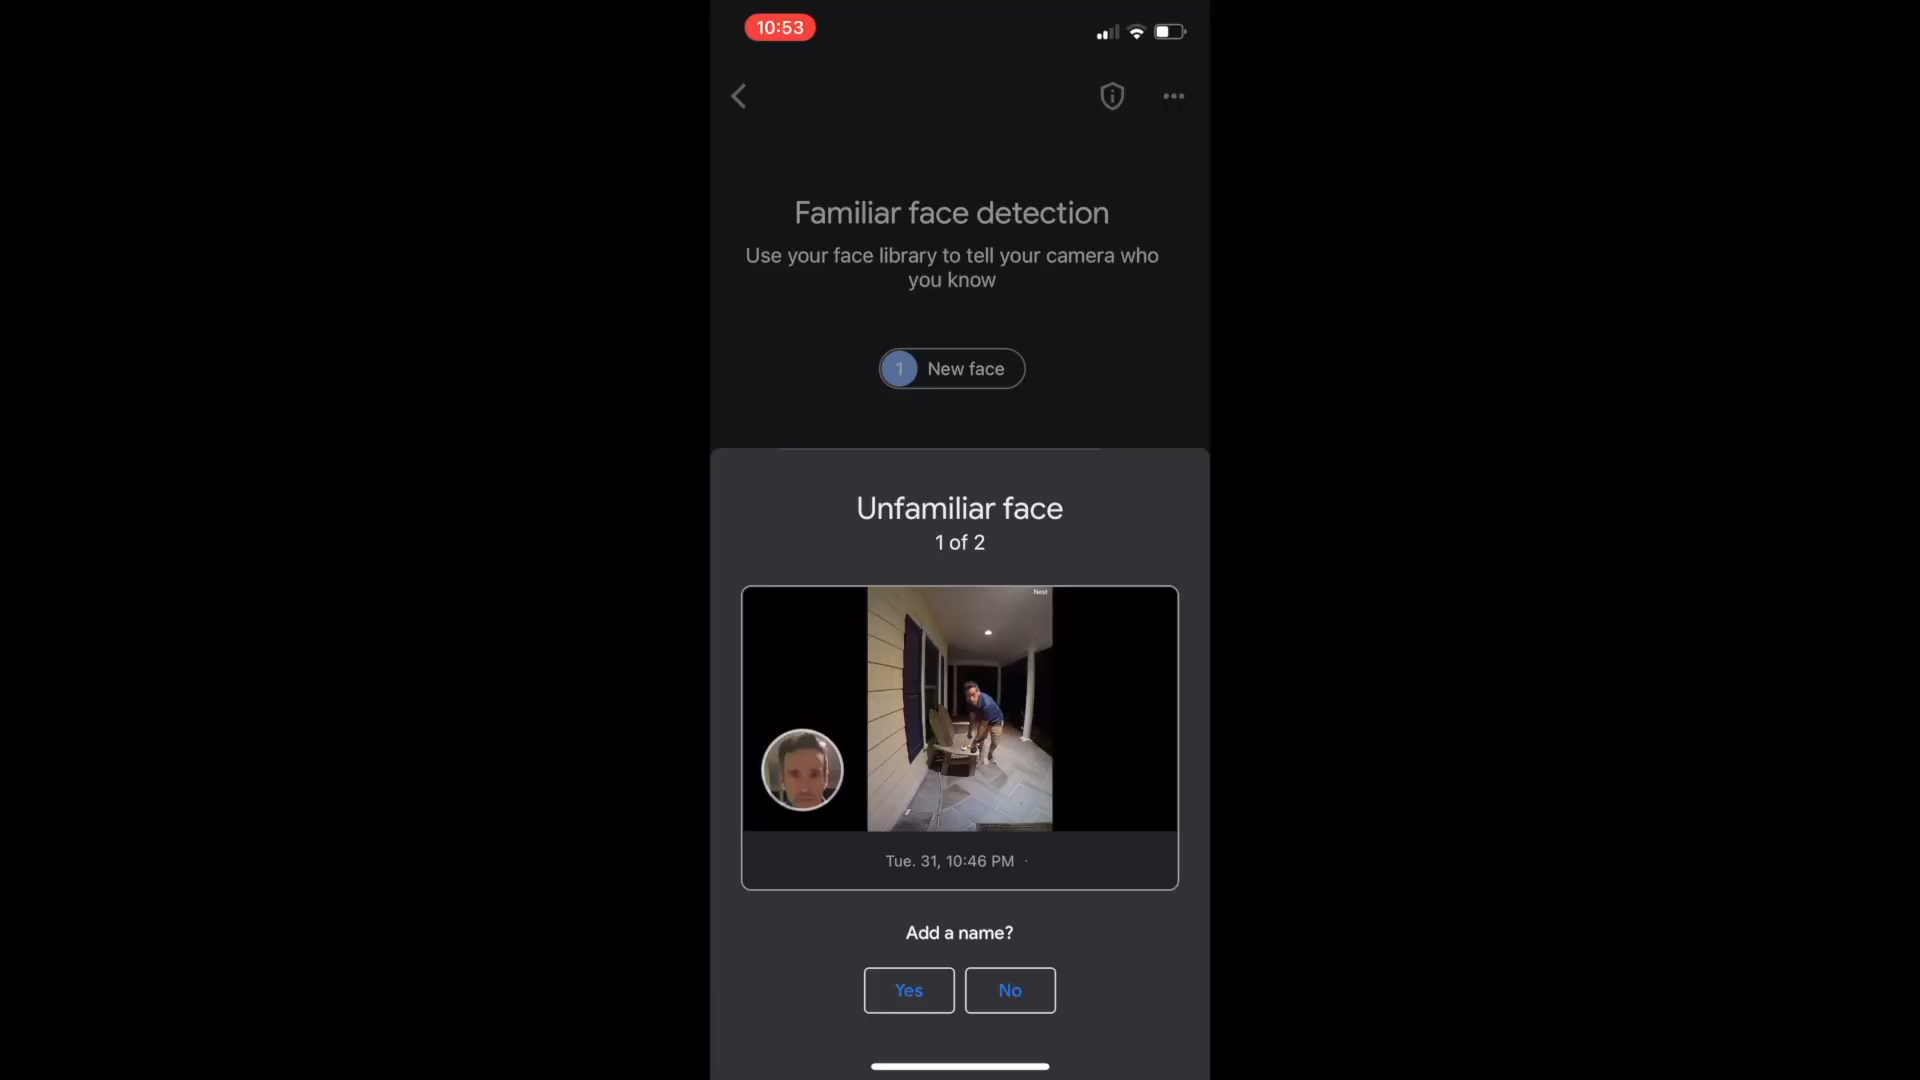 10:53
Familiar face detection
Use your face library to tell your camera who
you know
1 New face
Unfamiliar face
1 of 2
Nest
Tue. 31, 10:46 PM ·
Add a name?
Yes
No